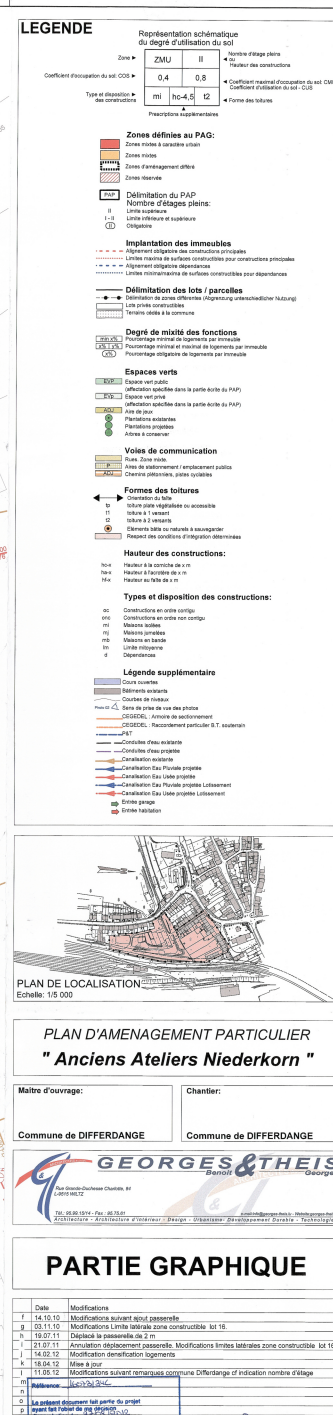 LEGENDE
Représentation schématique
du degré d'utilisation du sol
Zone
ZMU
II
Nombre d'étage pleins
ou
Hauteur des constructions
Coefficient d'occupation du sol: COS
0,4
0,8
Coefficient maximal d'occupation du sol: CMU
Coefficient d'utilisation du sol - CUS
Type et disposition
des constructions
mi
hc-4,5
t2
Forme des toitures
Prescriptions supplémentaires
Zones définies au PAG:
Zones mixtes à caractère urbain
Zones mixtes
Zones d'aménagement différé
Zones réservée
PAP
Délimitation du PAP
Nombre d'étages pleins:
II Limite supérieure
I - II Limite inférieure et supérieure
(II) Obligatoire
Implantation des immeubles
Alignement obligatoire des constructions principales
Limites maxima de surfaces constructibles pour constructions principales
Alignement obligatoire dépendances
Limites minima/maxima de surfaces constructibles pour dépendances
Délimitation des lots / parcelles
Délimitation de zones différentes (Abgrenzung unterschiedlicher Nutzung)
Lots privés constructibles
Terrains cédés à la commune
Degré de mixité des fonctions
min x% Pourcentage minimal de logements par immeuble
x% | y% Pourcentage minimal et maximal de logements par immeuble
(x%) Pourcentage obligatoire de logements par immeuble
Espaces verts
EVP Espace vert public
(affectation spécifiée dans la partie écrite du PAP)
EVp Espace vert privé
(affectation spécifiée dans la partie écrite du PAP)
ADJ Aire de jeux
Plantations existantes
Plantations projetées
Arbres à conserver
Voies de communication
Rues. Zone mixte.
P Aires de stationnement / emplacement publics
ADJ Chemins piétonniers, pistes cyclables
Formes des toitures
Orientation du faîte
tp toiture plate végétalisée ou accessible
t1 toiture à 1 versant
t2 toiture à 2 versants
Eléments bâtis ou naturels à sauvegarder
Respect des conditions d'intégration déterminées
Hauteur des constructions:
hc-x Hauteur à la corniche de x m
ha-x Hauteur à l'acrotère de x m
hf-x Hauteur au faîte de x m
Types et disposition des constructions:
oc Constructions en ordre contigu
onc Constructions en ordre non contigu
mi Maisons isolées
mj Maisons jumelées
mb Maisons en bande
lm Limite mitoyenne
d Dépendances
Légende supplémentaire
Cours ouvertes
Bâtiments existants
Courbes de niveaux
Sens de prise de vue des photos
CEGEDEL : Armoire de sectionnement
CEGEDEL : Raccordement particulier B.T. souterrain
P&T
Conduites d'eau existante
Conduites d'eau projetée
Canalisation existante
Canalisation Eau Pluviale projetée
Canalisation Eau Usée projetée
Canalisation Eau Pluviale projetée Lotissement
Canalisation Eau Usée projetée Lotissement
Entrée garage
Entrée habitation
PLAN DE LOCALISATION
Echelle: 1/5 000
PLAN D'AMENAGEMENT PARTICULIER
" Anciens Ateliers Niederkorn "
Maître d'ouvrage:
Commune de DIFFERDANGE
Chantier:
Commune de DIFFERDANGE
GEORGES & THEIS
Benoit
Rue Grande-Duchesse Charlotte, 84
L-9515 WILTZ
Tél.: 95.92.15/14 - Fax : 95.75.81
Architecture - Architecture d'intérieur - Design - Urbanisme- Développement Durable - Technologie
PARTIE GRAPHIQUE
Date Modifications
f 14.10.10 Modifications suivant ajout passerelle
g 03.11.10 Modifications Limite latérale zone constructible lot 16.
h 19.07.11 Déplacé la passerelle de 2 m
i 21.07.11 Annulation déplacement passerelle. Modifications limites latérales zone constructible lot 16
j 14.02.12 Modification densification logements
k 18.04.12 Mise à jour
l 11.05.12 Modifications suivant remarques commune Differdange cf indication nombre d'étage
m
Référence:
n
o
Le présent document fait partie du projet
p
ayant fait l'objet de ma décision